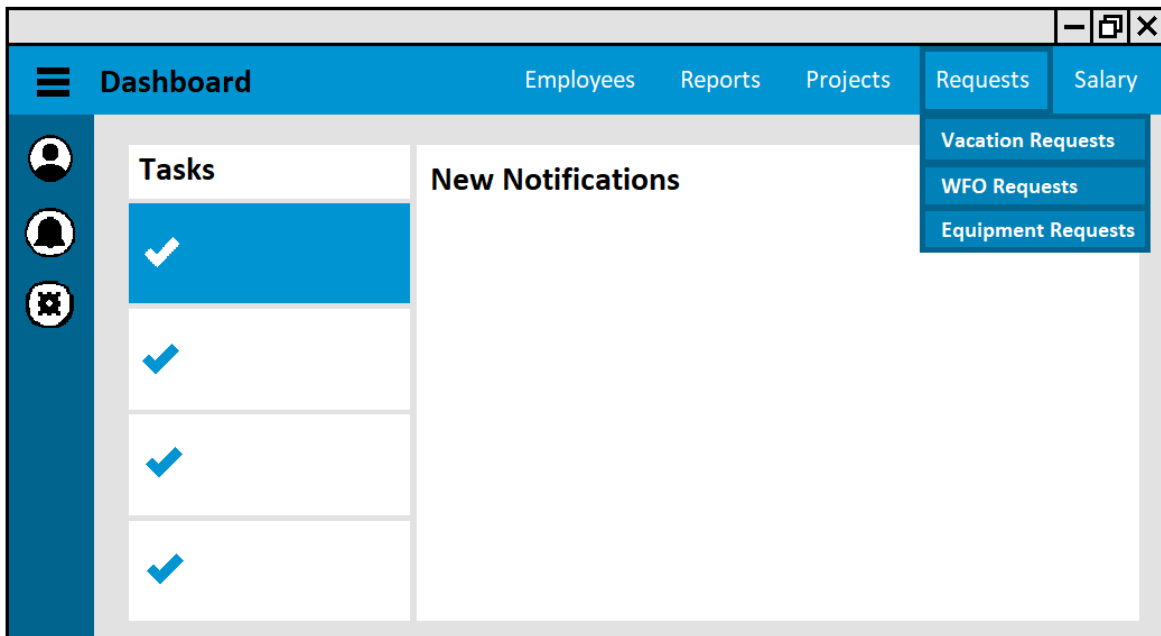 Dashboard
Employees
Reports
Projects
Requests
Salary
Vacation Requests
WFO Requests
Equipment Requests
Tasks
New Notifications